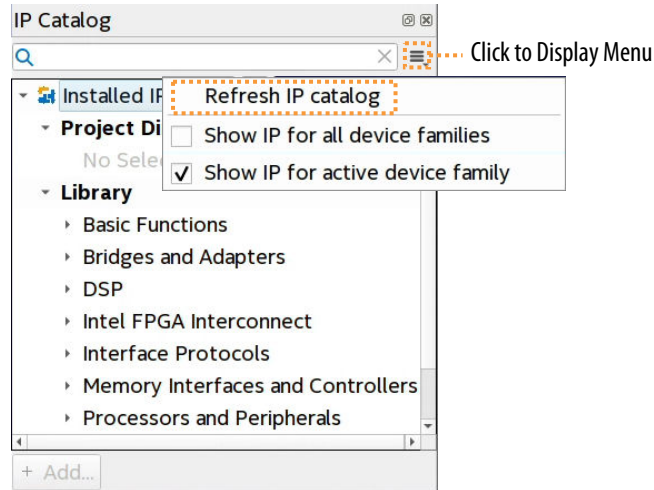 IP Catalog
Click to Display Menu
Installed IP
Refresh IP catalog
Project Di
Show IP for all device families
No Sele
Show IP for active device family
Library
Basic Functions
Bridges and Adapters
DSP
Intel FPGA Interconnect
Interface Protocols
Memory Interfaces and Controllers
Processors and Peripherals
+ Add...